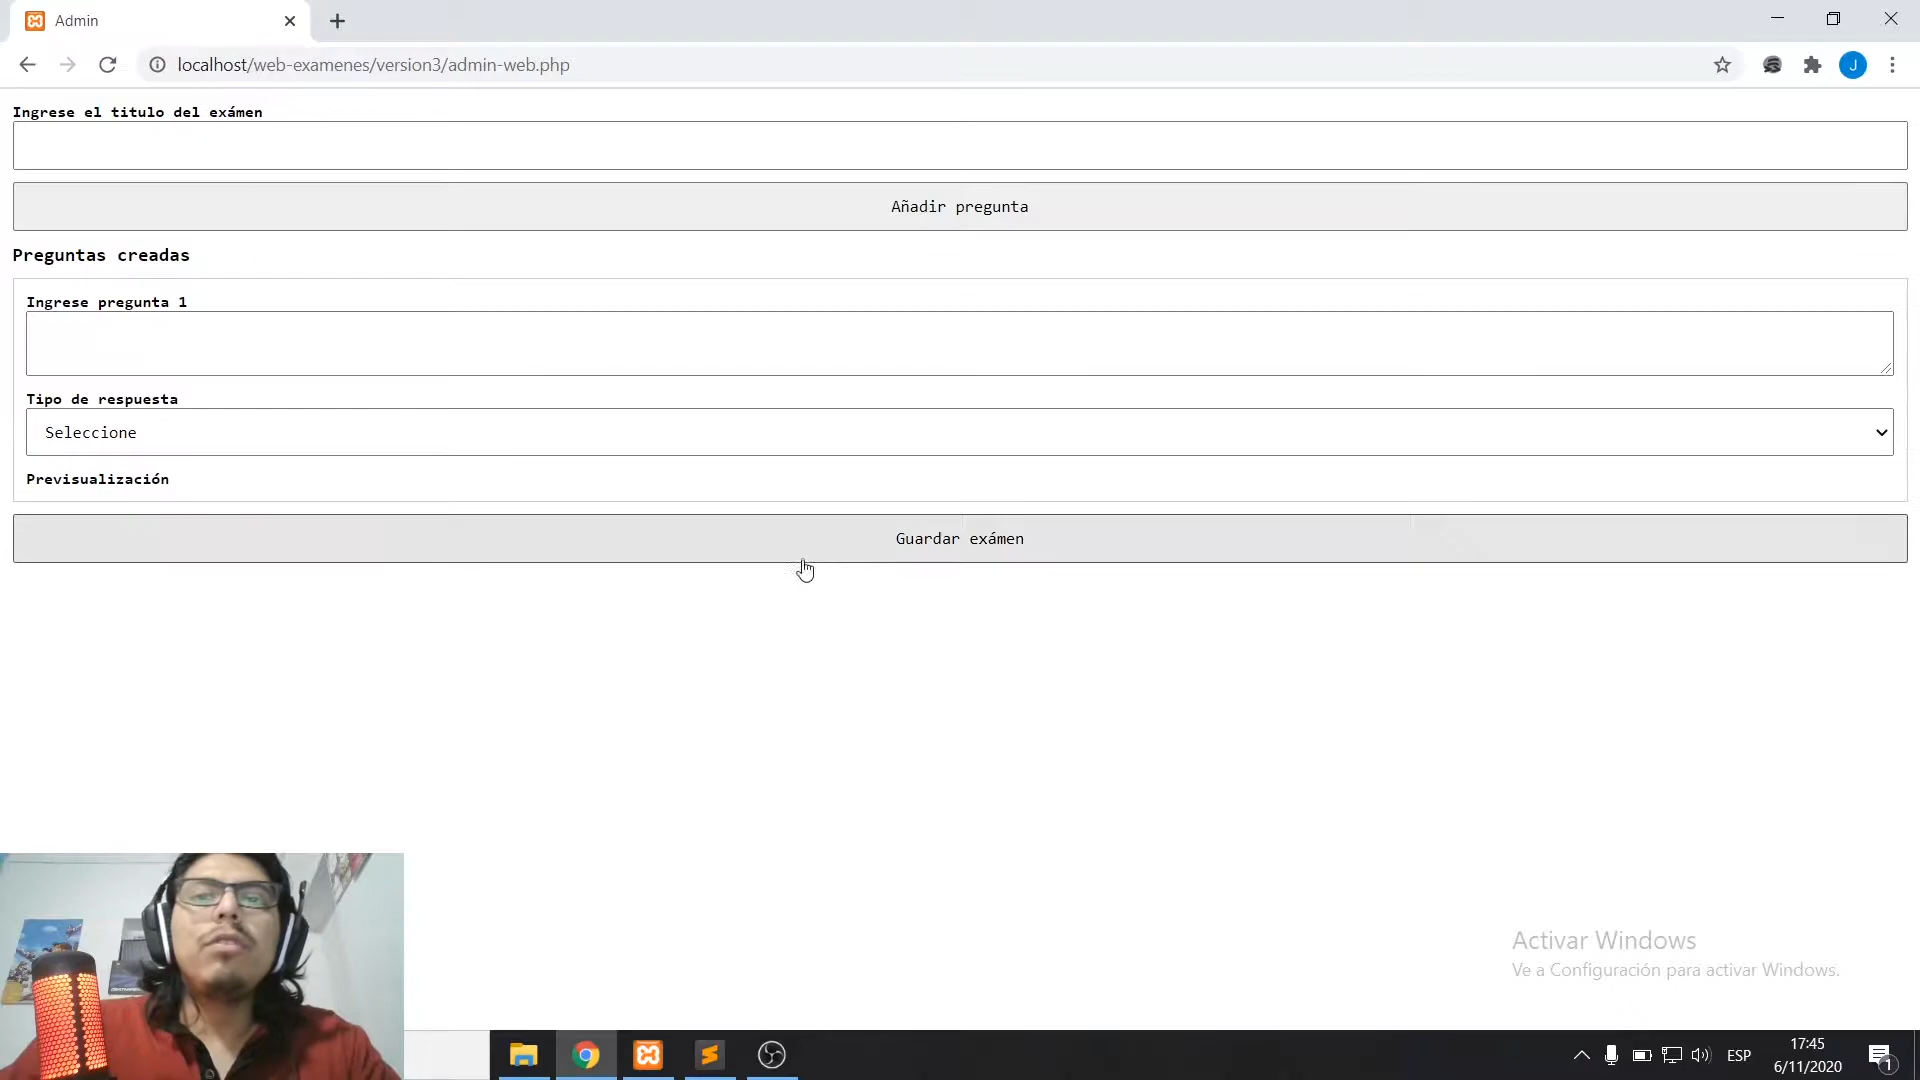 Admin
localhost/web-examenes/version3/admin-web.php
J
Ingrese el titulo del exámen
Añadir pregunta
Preguntas creadas
Ingrese pregunta 1
Tipo de respuesta
Seleccione
Previsualización
Guardar exámen
Activar Windows
Ve a Configuración para activar Windows.
ESP
17:45
6/11/2020
1